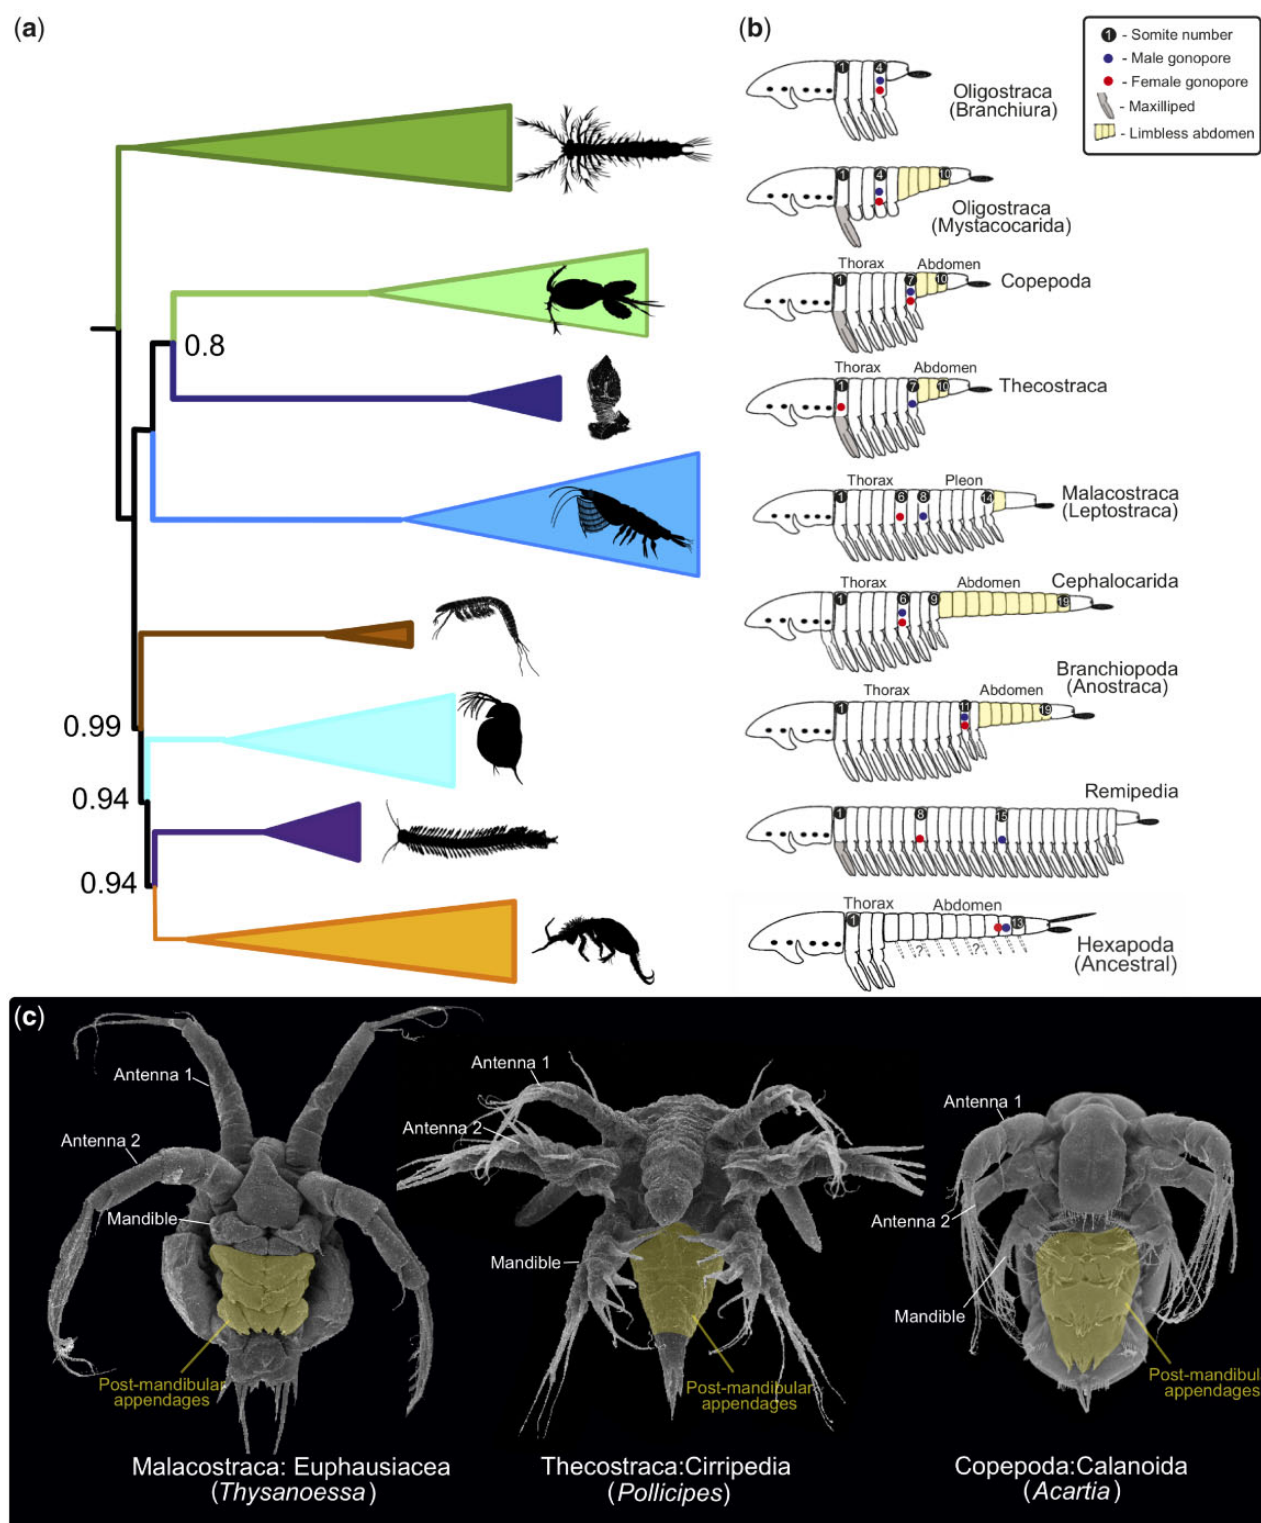 (a)
0.8
0.99
0.94
0.94
(b)
1 - Somite number
- Male gonopore
- Female gonopore
- Maxilliped
- Limbless abdomen
1 4
Oligostraca
(Branchiura)
1 4 10
Oligostraca
(Mystacocarida)
Thorax Abdomen
1 7 10
Copepoda
Thorax Abdomen
1 7 10
Thecostraca
Thorax Pleon
1 6 8 14
Malacostraca
(Leptostraca)
Thorax Abdomen
1 6 9 19
Cephalocarida
Thorax Abdomen
1 11 19
Branchiopoda
(Anostraca)
1 8 15
Remipedia
Thorax Abdomen
1 13
? ?
Hexapoda
(Ancestral)
(c)
Antenna 1
Antenna 2
Mandible
Post-mandibular
appendages
Malacostraca: Euphausiacea
(Thysanoessa)
Antenna 1
Antenna 2
Mandible
Post-mandibular
appendages
Thecostraca:Cirripedia
(Pollicipes)
Antenna 1
Antenna 2
Mandible
Post-mandibular
appendages
Copepoda:Calanoida
(Acartia)